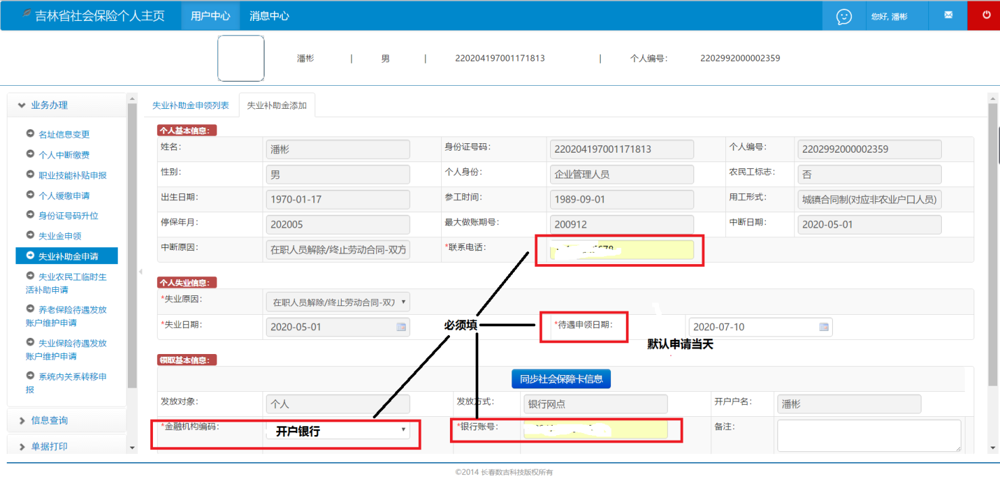 吉林省社会保险个人主页 用户中心 消息中心 您好, 潘彬
潘彬 | 男 | 220204197001171813 | 个人编号: 2202992000002359
业务办理
名址信息变更
个人中断缴费
职业技能补贴申报
个人缓缴申请
身份证号码升位
失业金申领
失业补助金申请
失业农民工临时生
活补助申请
养老保险待遇发放
账户维护申请
失业保险待遇发放
账户维护申请
系统内关系转移申
报
信息查询
单据打印
失业补助金申领列表 失业补助金添加
个人基本信息:
姓名: 潘彬 身份证号码: 220204197001171813 个人编号: 2202992000002359
性别: 男 个人身份: 企业管理人员 农民工标志: 否
出生日期: 1970-01-17 参工时间: 1989-09-01 用工形式: 城镇合同制(对应非农业户口人员)
停保年月: 202005 最大做账期号: 200912 中断日期: 2020-05-01
中断原因: 在职人员解除/终止劳动合同-双方 *联系电话:
个人失业信息:
*失业原因: 在职人员解除/终止劳动合同-双方
*失业日期: 2020-05-01 必须填 *待遇申领日期: 2020-07-10
默认申请当天
领取基本信息:
同步社会保障卡信息
发放对象: 个人 发放方式: 银行网点 开户户名: 潘彬
*金融机构编码: 开户银行 *银行账号: 备注:
©2014 长春数吉科技版权所有